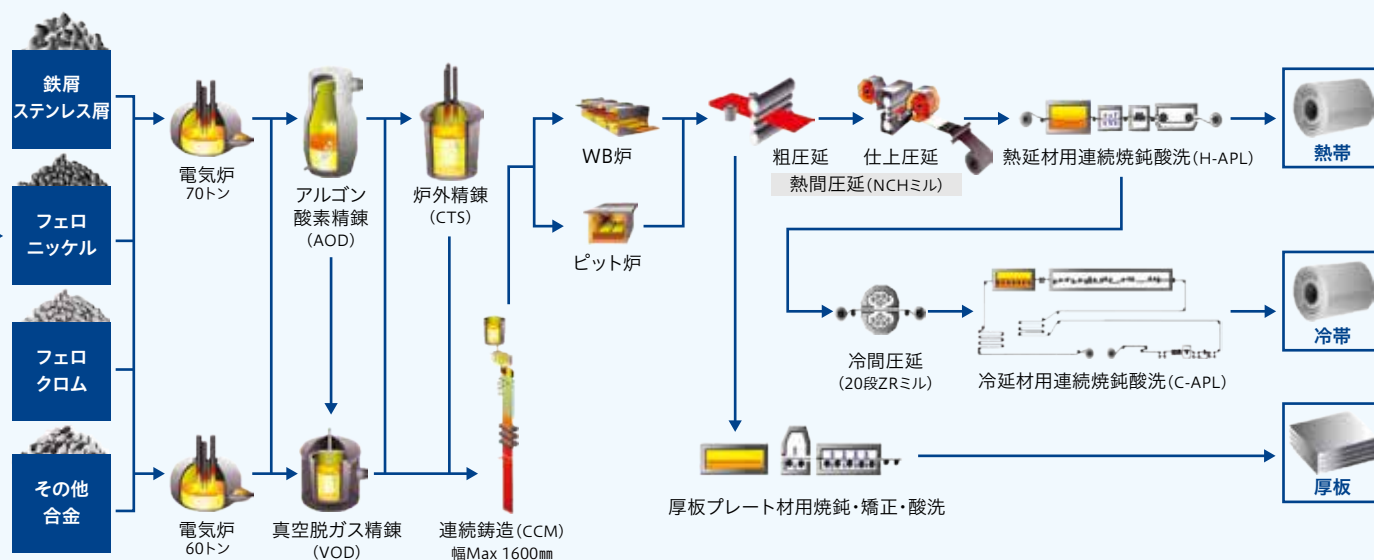 鉄屑
ステンレス屑
フェロ
ニッケル
フェロ
クロム
その他
合金
電気炉
70トン
電気炉
60トン
アルゴン
酸素精錬
(AOD)
真空脱ガス精錬
(VOD)
炉外精錬
(CTS)
連続鋳造(CCM)
幅Max 1600㎜
WB炉
ピット炉
粗圧延
仕上圧延
熱間圧延(NCHミル)
熱延材用連続焼鈍酸洗(H-APL)
冷間圧延
(20段ZRミル)
冷延材用連続焼鈍酸洗(C-APL)
厚板プレート材用焼鈍・矯正・酸洗
熱帯
冷帯
厚板